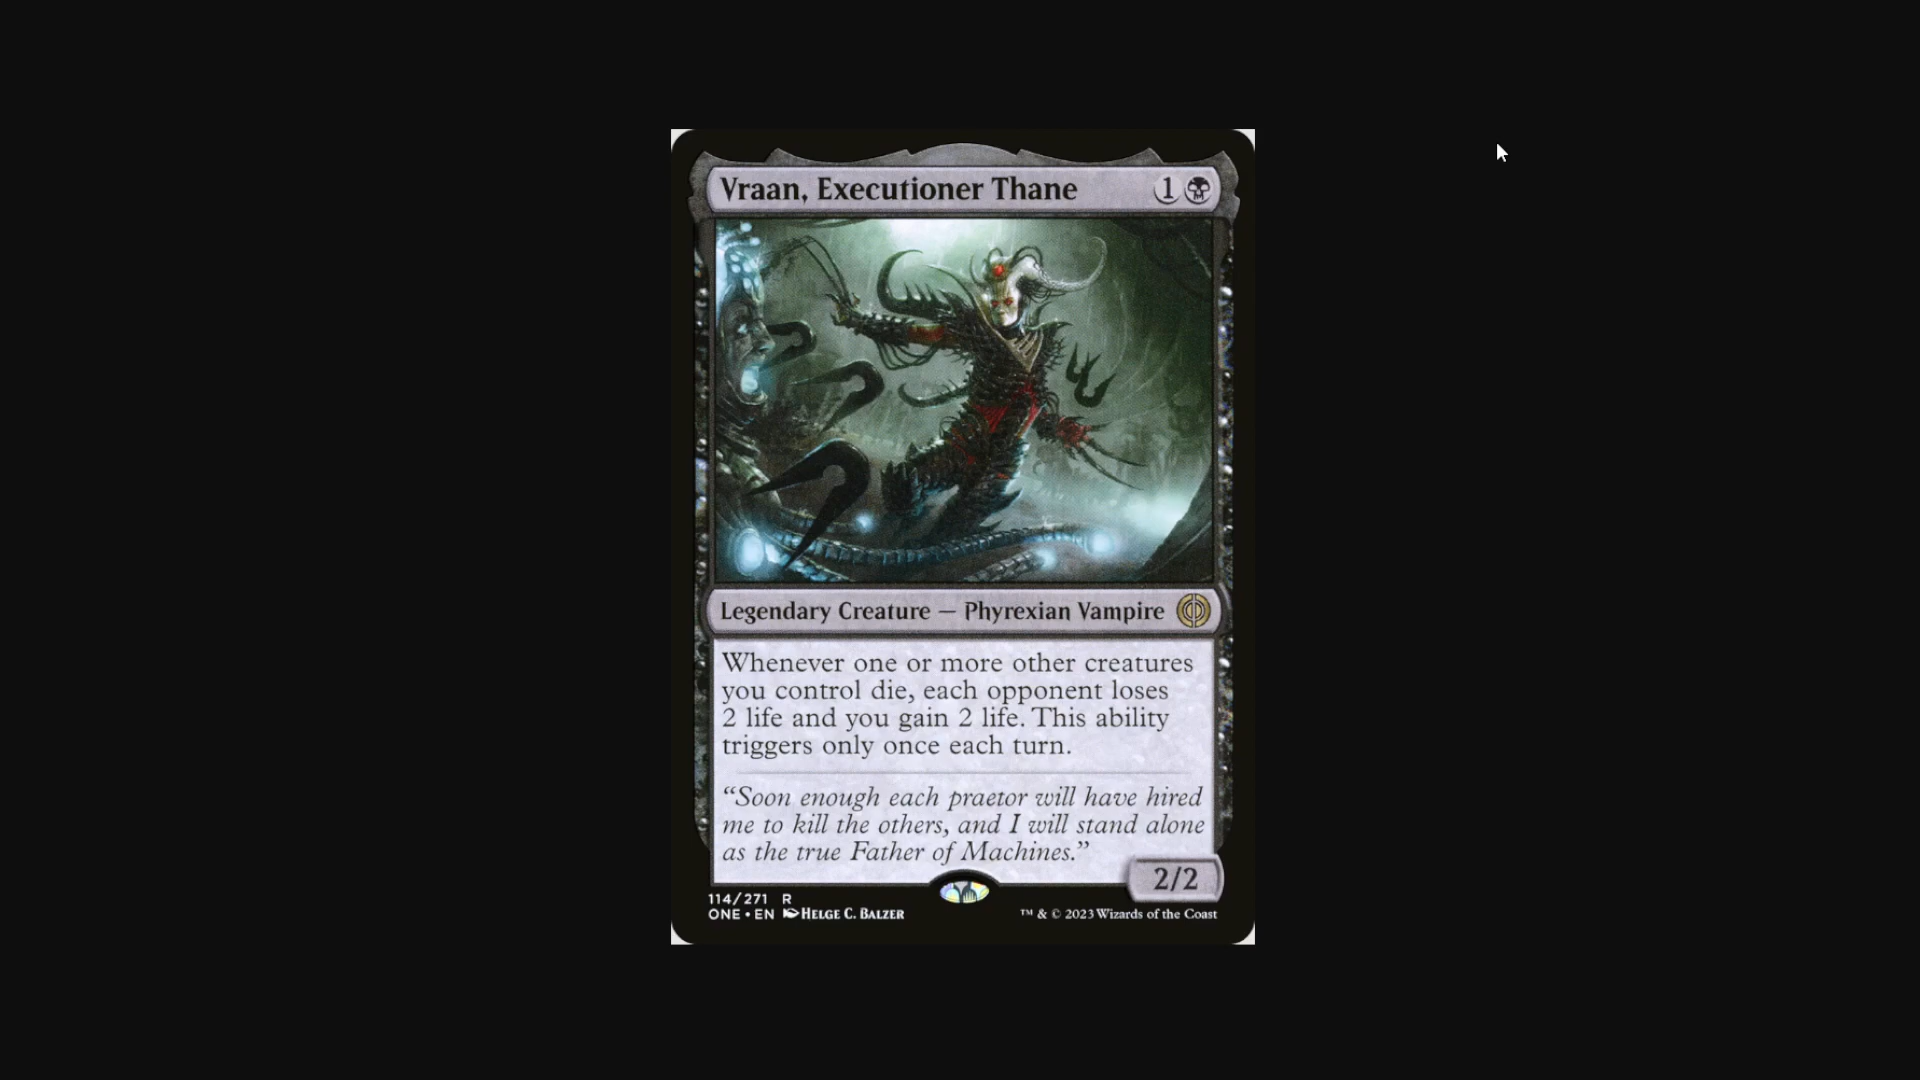 Vraan, Executioner Thane 1
Legendary Creature — Phyrexian Vampire
Whenever one or more other creatures
you control die, each opponent loses
2 life and you gain 2 life. This ability
triggers only once each turn.
“Soon enough each praetor will have hired
me to kill the others, and I will stand alone
as the true Father of Machines.”
2/2
114/271 R
ONE • EN HELGE C. BALZER
™ & © 2023 Wizards of the Coast